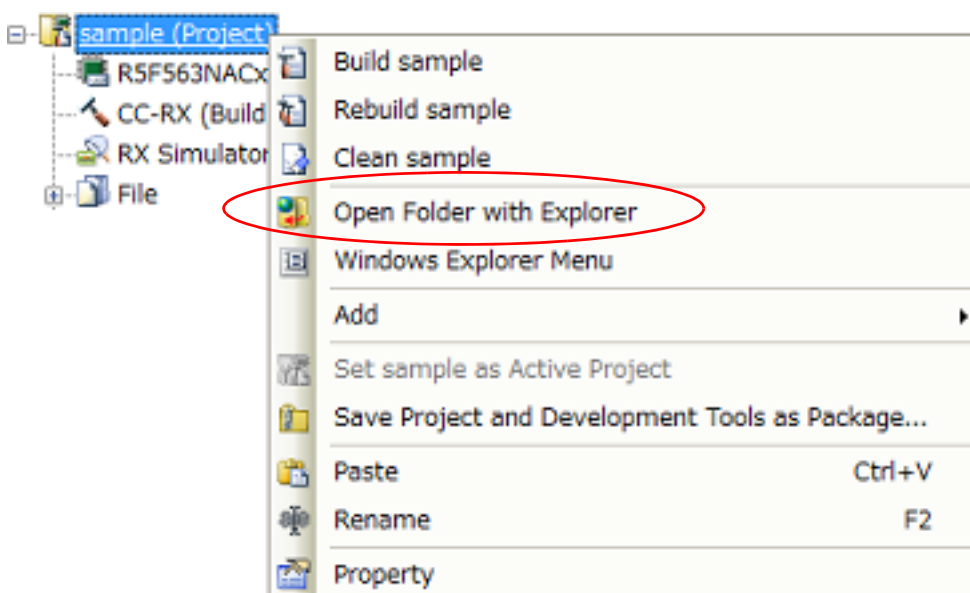 sample (Project)
R5F563NACx
CC-RX (Build
RX Simulator
File
Build sample
Rebuild sample
Clean sample
Open Folder with Explorer
Windows Explorer Menu
Add
Set sample as Active Project
Save Project and Development Tools as Package...
Paste Ctrl+V
Rename F2
Property